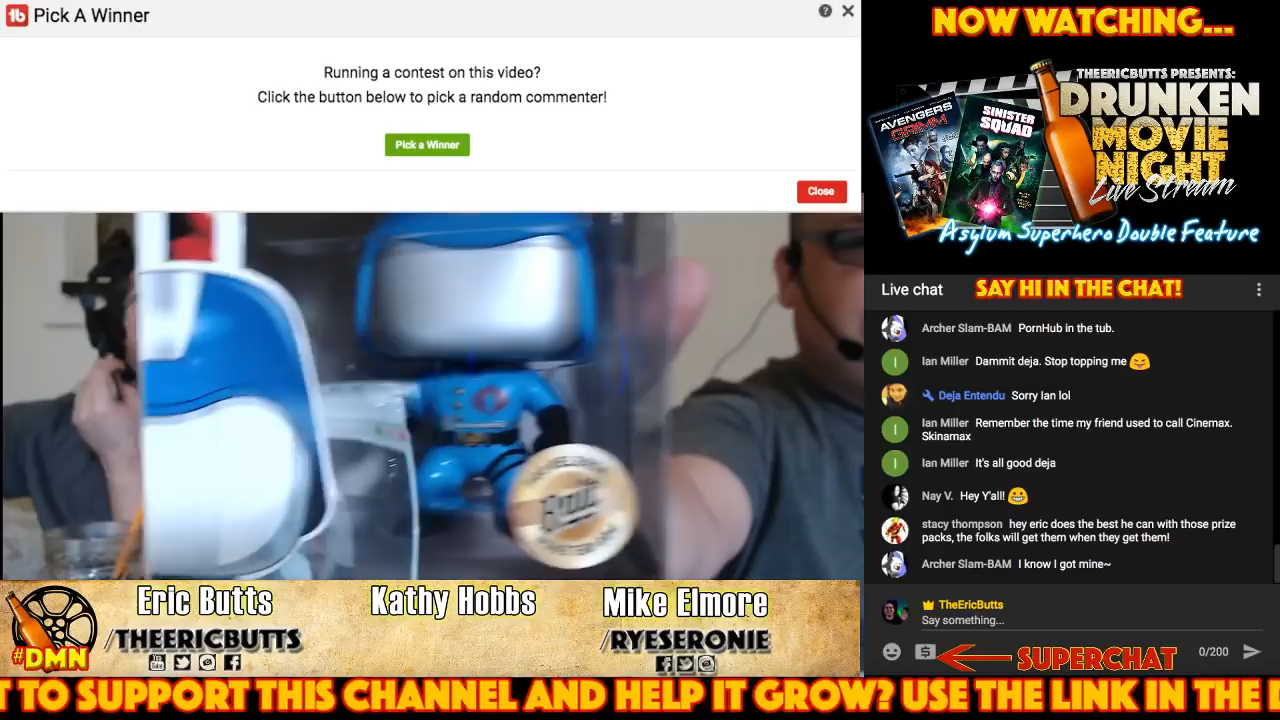 Pick A Winner
Running a contest on this video?
Click the button below to pick a random commenter!
Pick a Winner
Close
NOW WATCHING...
THEERICBUTTS PRESENTS:
DRUNKEN
MOVIE
NIGHT
Live Stream
AVENGERS
GRIMM
SINISTER
SQUAD
Asylum Superhero Double Feature
Live chat
SAY HI IN THE CHAT!
Archer Slam-BAM PornHub in the tub.
Ian Miller Dammit deja. Stop topping me
Deja Entendu Sorry Ian lol
Ian Miller Remember the time my friend used to call Cinemax.
Skinamax
Ian Miller It's all good deja
Nay V. Hey Y'all!
stacy thompson hey eric does the best he can with those prize
packs, the folks will get them when they get them!
Archer Slam-BAM I know I got mine~
TheEricButts
Say something...
0/200
SUPERCHAT
Eric Butts
Kathy Hobbs
Mike Elmore
/THEERICBUTTS
/RYESERONIE
#DMN
T TO SUPPORT THIS CHANNEL AND HELP IT GROW? USE THE LINK IN THE